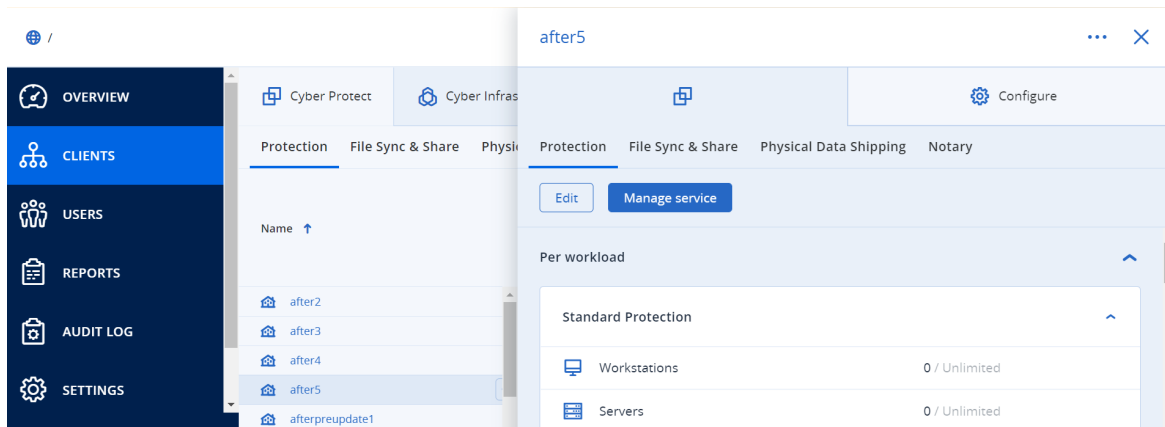 /
after5
...
OVERVIEW
Cyber Protect
Cyber Infras
Configure
CLIENTS
Protection File Sync & Share Physic
Protection File Sync & Share Physical Data Shipping Notary
Edit Manage service
USERS
Name ↑
Per workload
REPORTS
after2
Standard Protection
after3
AUDIT LOG
after4
Workstations 0 / Unlimited
after5
SETTINGS
Servers 0 / Unlimited
afterpreupdate1